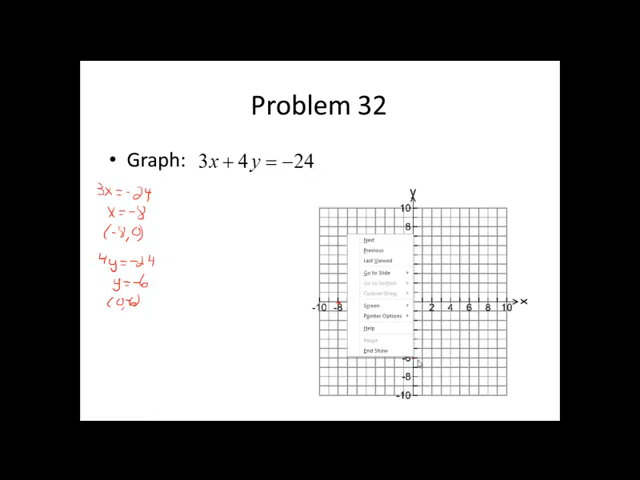 Problem 32
• Graph: 3x + 4y = −24
3x = -24
x = -8
(-8, 0)
4y = -24
y = -6
(0, -6)
y
10
8
Next
Previous
Last Viewed
Go to Slide
Go to Section
Custom Show
Screen
Pointer Options
Help
Pause
End Show
-10 -8 2 4 6 8 10 x
-6
-8
-10